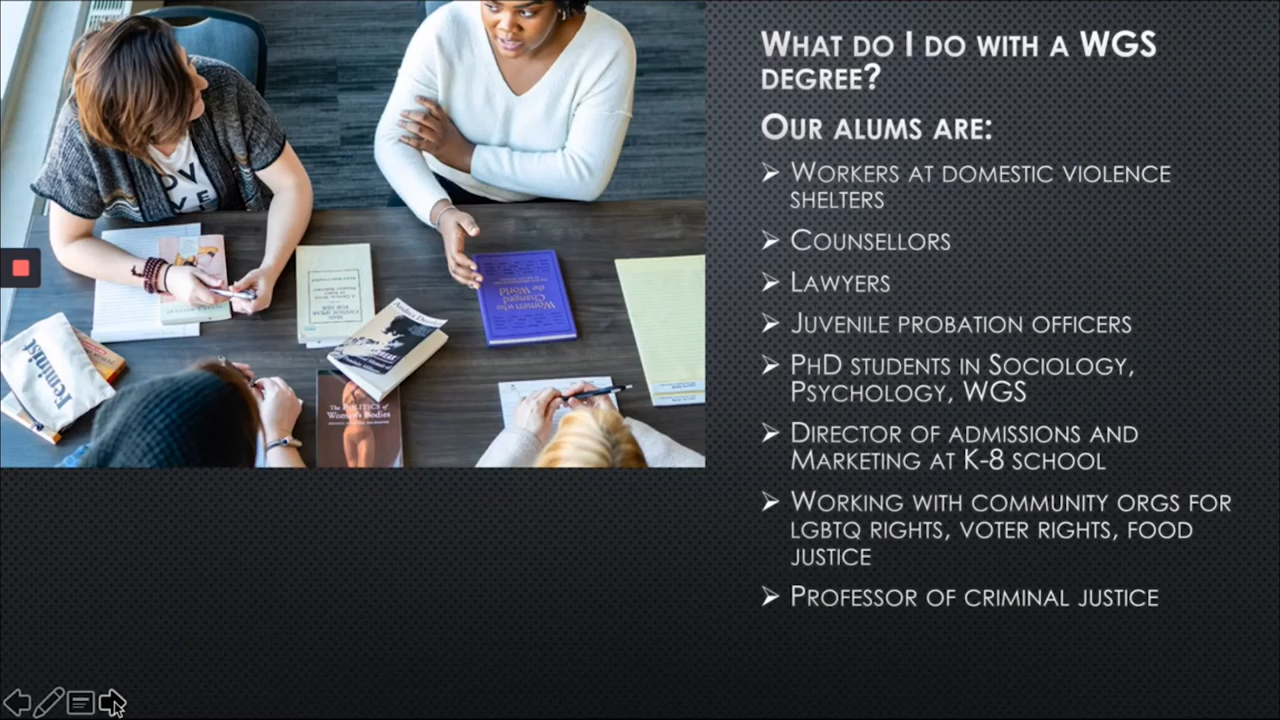 WHAT DO I DO WITH A WGS
DEGREE?
OUR ALUMS ARE:
WORKERS AT DOMESTIC VIOLENCE
SHELTERS
COUNSELLORS
LAWYERS
JUVENILE PROBATION OFFICERS
PHD STUDENTS IN SOCIOLOGY,
PSYCHOLOGY, WGS
DIRECTOR OF ADMISSIONS AND
MARKETING AT K-8 SCHOOL
WORKING WITH COMMUNITY ORGS FOR
LGBTQ RIGHTS, VOTER RIGHTS, FOOD
JUSTICE
PROFESSOR OF CRIMINAL JUSTICE
Women who
Changed
the World
Feminist
The POLITICS of
Women's Bodies